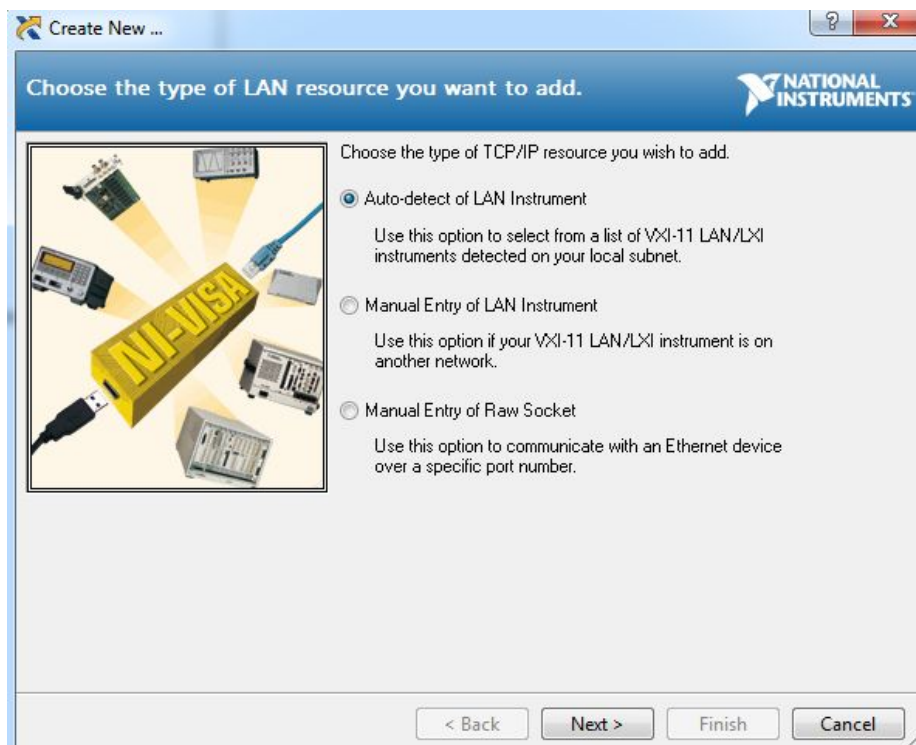 Create New ...
Choose the type of LAN resource you want to add.
NATIONAL
INSTRUMENTS
Choose the type of TCP/IP resource you wish to add.
Auto-detect of LAN Instrument
Use this option to select from a list of VXI-11 LAN/LXI
instruments detected on your local subnet.
NI-VISA
Manual Entry of LAN Instrument
Use this option if your VXI-11 LAN/LXI instrument is on
another network.
Manual Entry of Raw Socket
Use this option to communicate with an Ethernet device
over a specific port number.
< Back
Next >
Finish
Cancel